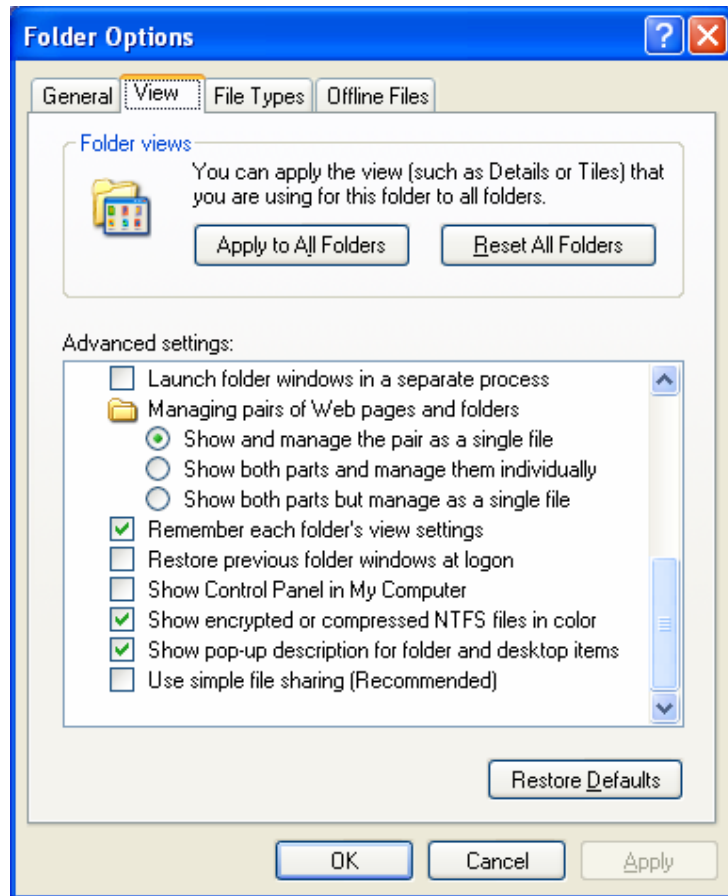 Folder Options
General
View
File Types
Offline Files
Folder views
You can apply the view (such as Details or Tiles) that
you are using for this folder to all folders.
Apply to All Folders
Reset All Folders
Advanced settings:
Launch folder windows in a separate process
Managing pairs of Web pages and folders
Show and manage the pair as a single file
Show both parts and manage them individually
Show both parts but manage as a single file
Remember each folder's view settings
Restore previous folder windows at logon
Show Control Panel in My Computer
Show encrypted or compressed NTFS files in color
Show pop-up description for folder and desktop items
Use simple file sharing (Recommended)
Restore Defaults
OK
Cancel
Apply